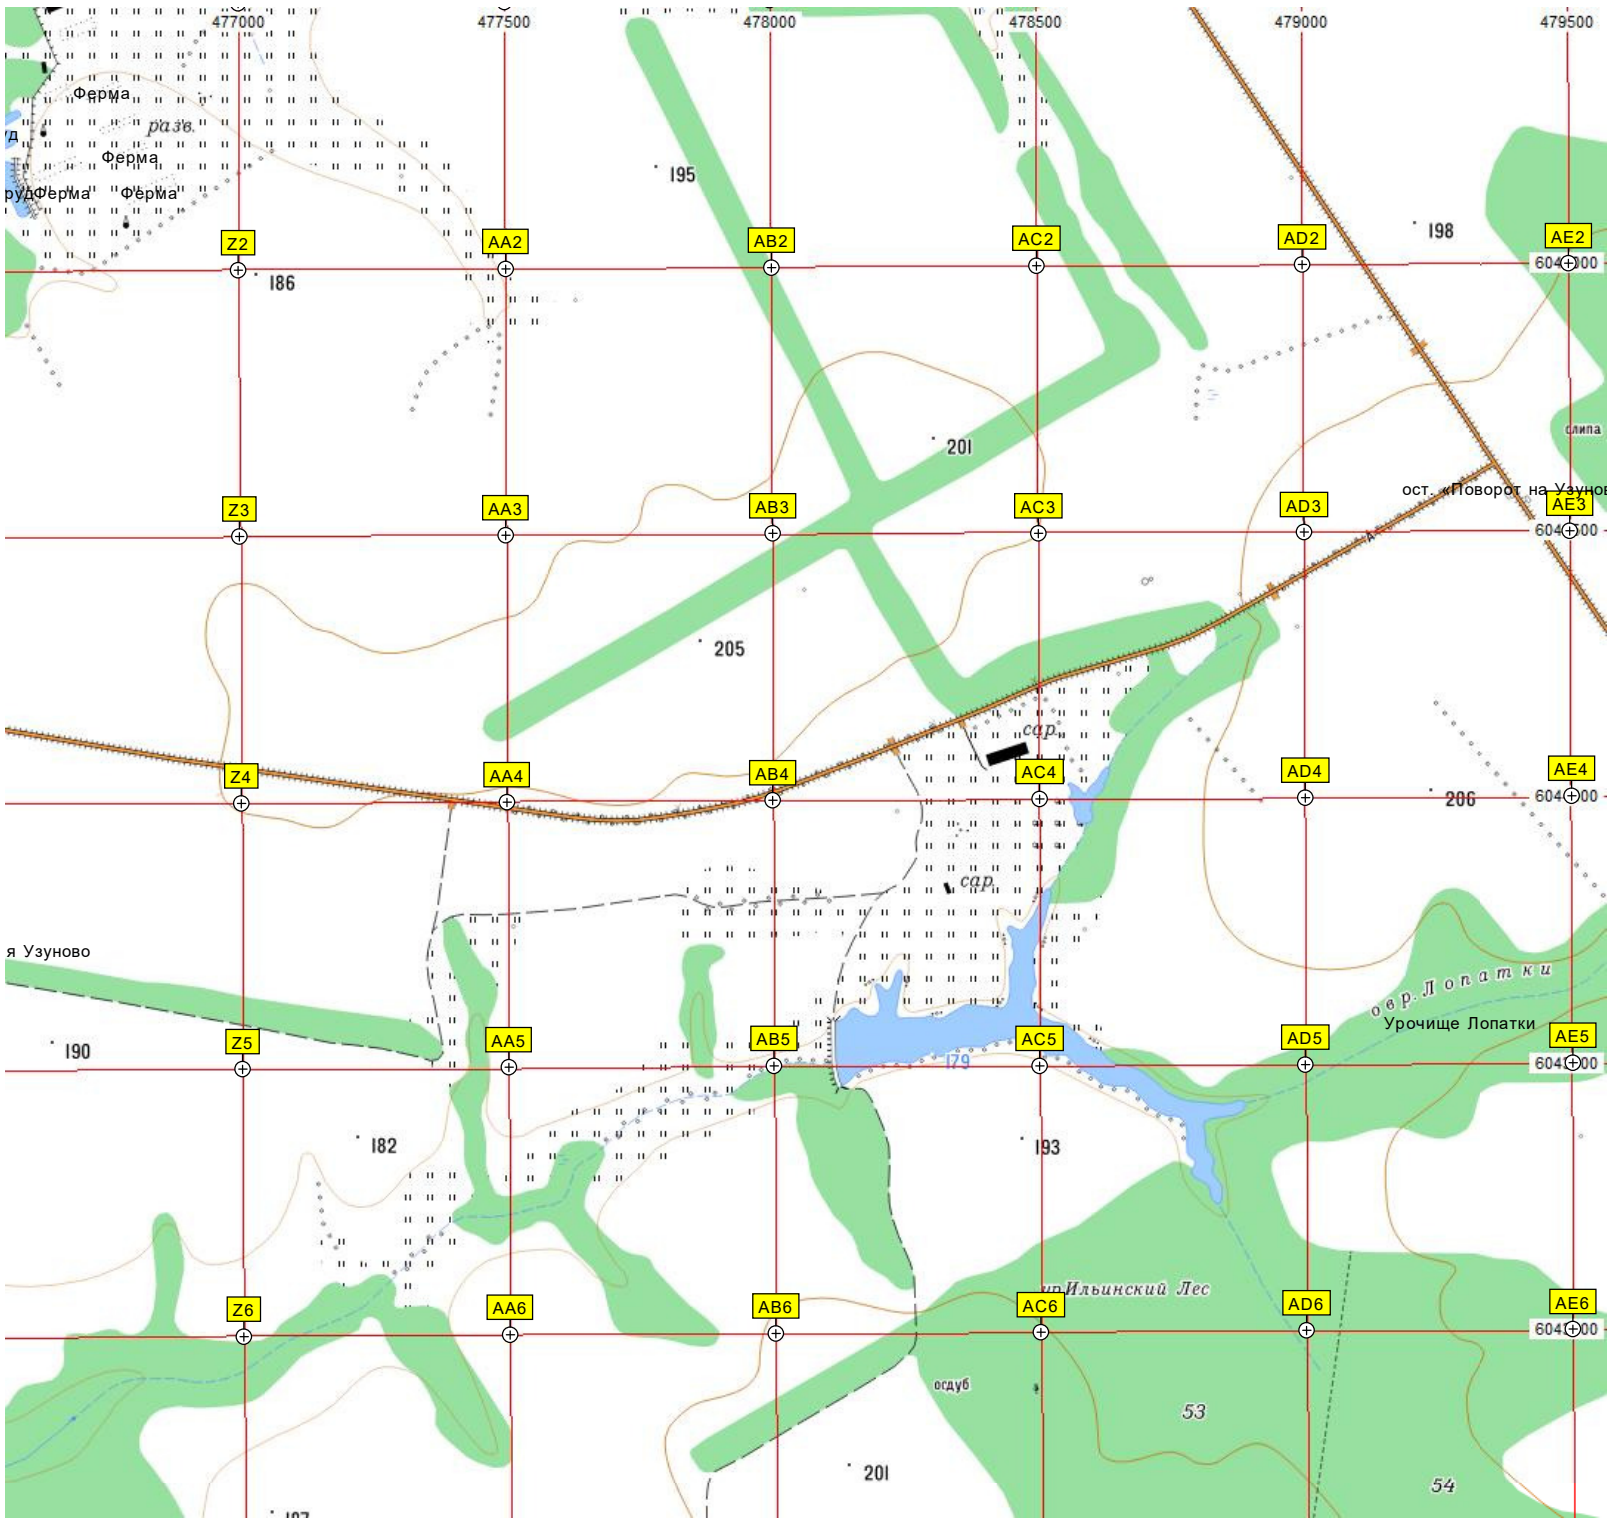 477000 477500 478000 478500 479000 479500
Ферма
разв.
Ферма
Ферма Ферма
195
198
Z2 AA2 AB2 AC2 AD2 AE2
186
201
слипа
ост. «Поворот на Узунов
Z3 AA3 AB3 AC3 AD3 AE3
205
сар.
Z4 AA4 AB4 AC4 AD4 AE4
206
сар.
я Узуново
овр. Лопатки
Урочище Лопатки
190
Z5 AA5 AB5 AC5 AD5 AE5
179
182
193
ур. Ильинский Лес
Z6 AA6 AB6 AC6 AD6 AE6
осдуб
53
201
54